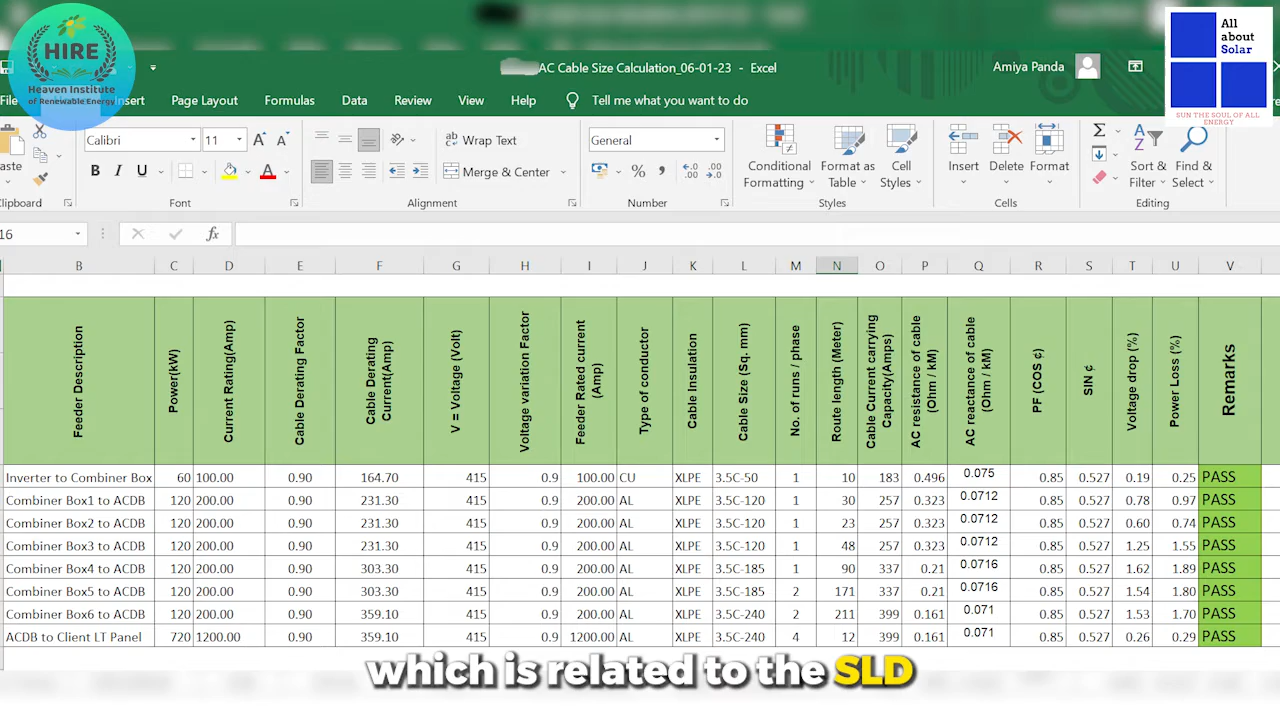 HIRE
Heaven Institute
of Renewable Energy
All
about
Solar
SUN THE SOUL OF ALL
ENERGY
AC Cable Size Calculation_06-01-23 - Excel
Amiya Panda
File Insert Page Layout Formulas Data Review View Help Tell me what you want to do
Calibri 11 Wrap Text General
Conditional Format as Cell Insert Delete Format Sort & Find &
Formatting Table Styles Filter Select
B I U Merge & Center
Font Alignment Number Styles Cells Editing
16 fx
B C D E F G H I J K L M N O P Q R S T U V
Feeder Description
Power(kW)
Current Rating(Amp)
Cable Derating Factor
Cable Derating
Current(Amp)
V = Voltage (Volt)
Voltage variation Factor
Feeder Rated current
(Amp)
Type of conductor
Cable Insulation
Cable Size (Sq. mm)
No. of runs / phase
Route length (Meter)
Cable Current carrying
Capacity(Amps)
AC resistance of cable
(Ohm / kM)
AC reactance of cable
(Ohm / kM)
PF (COS ¢)
SIN ¢
Voltage drop (%)
Power Loss (%)
Remarks
Inverter to Combiner Box 60 100.00 0.90 164.70 415 0.9 100.00 CU XLPE 3.5C-50 1 10 183 0.496 0.075 0.85 0.527 0.19 0.25 PASS
Combiner Box1 to ACDB 120 200.00 0.90 231.30 415 0.9 200.00 AL XLPE 3.5C-120 1 30 257 0.323 0.0712 0.85 0.527 0.78 0.97 PASS
Combiner Box2 to ACDB 120 200.00 0.90 231.30 415 0.9 200.00 AL XLPE 3.5C-120 1 23 257 0.323 0.0712 0.85 0.527 0.60 0.74 PASS
Combiner Box3 to ACDB 120 200.00 0.90 231.30 415 0.9 200.00 AL XLPE 3.5C-120 1 48 257 0.323 0.0712 0.85 0.527 1.25 1.55 PASS
Combiner Box4 to ACDB 120 200.00 0.90 303.30 415 0.9 200.00 AL XLPE 3.5C-185 1 90 337 0.21 0.0716 0.85 0.527 1.62 1.89 PASS
Combiner Box5 to ACDB 120 200.00 0.90 303.30 415 0.9 200.00 AL XLPE 3.5C-185 2 171 337 0.21 0.0716 0.85 0.527 1.54 1.80 PASS
Combiner Box6 to ACDB 120 200.00 0.90 359.10 415 0.9 200.00 AL XLPE 3.5C-240 2 211 399 0.161 0.071 0.85 0.527 1.53 1.70 PASS
ACDB to Client LT Panel 720 1200.00 0.90 359.10 415 0.9 1200.00 AL XLPE 3.5C-240 4 12 399 0.161 0.071 0.85 0.527 0.26 0.29 PASS
which is related to the SLD